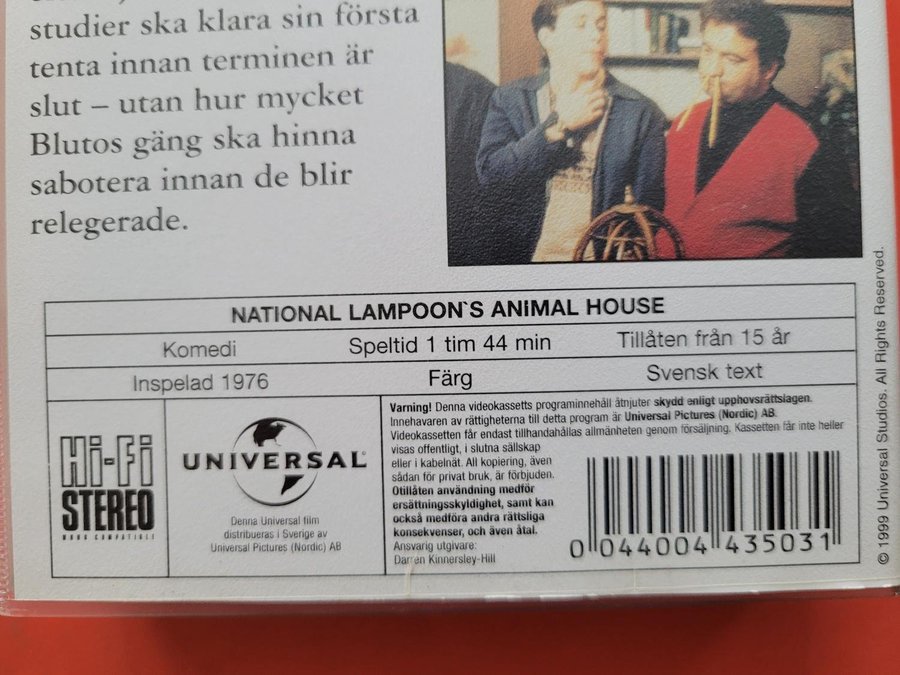 studier ska klara sin första
tenta innan terminen är
slut – utan hur mycket
Blutos gäng ska hinna
sabotera innan de blir
relegerade.
NATIONAL LAMPOON`S ANIMAL HOUSE
Komedi Speltid 1 tim 44 min Tillåten från 15 år
Inspelad 1976 Färg Svensk text
Hi-Fi
STEREO
MONO COMPATIBLE
UNIVERSAL
Denna Universal film
distribueras i Sverige av
Universal Pictures (Nordic) AB
Varning! Denna videokassetts programinnehåll åtnjuter skydd enligt upphovsrättslagen.
Innehavaren av rättigheterna till detta program är Universal Pictures (Nordic) AB.
Videokassetten får endast tillhandahållas allmänheten genom försäljning. Kassetten får inte heller
visas offentligt, i slutna sällskap
eller i kabelnät. All kopiering, även
sådan för privat bruk, är förbjuden.
Otillåten användning medför
ersättningsskyldighet, samt kan
också medföra andra rättsliga
konsekvenser, och även åtal.
Ansvarig utgivare:
Darren Kinnersley-Hill
0 044004 435031
© 1999 Universal Studios. All Rights Reserved.